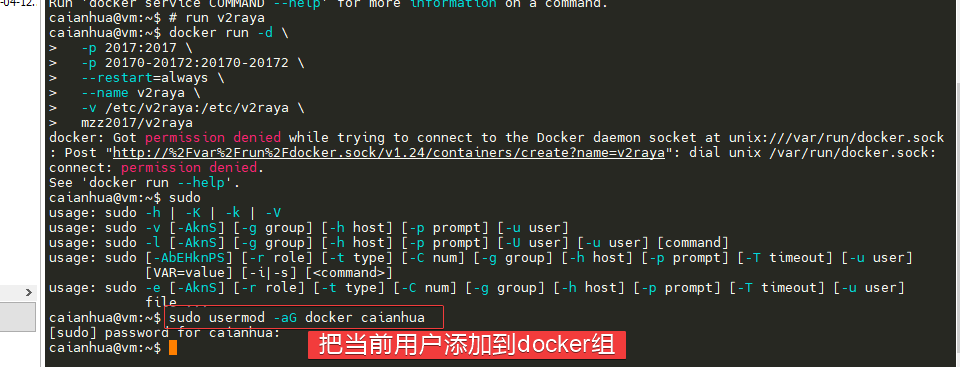 -04-12.
Run 'docker service COMMAND --help' for more information on a command.
caianhua@vm:~$ # run v2raya
caianhua@vm:~$ docker run -d \
>   -p 2017:2017 \
>   -p 20170-20172:20170-20172 \
>   --restart=always \
>   --name v2raya \
>   -v /etc/v2raya:/etc/v2raya \
>   mzz2017/v2raya
docker: Got permission denied while trying to connect to the Docker daemon socket at unix:///var/run/docker.sock
: Post "http://%2Fvar%2Frun%2Fdocker.sock/v1.24/containers/create?name=v2raya": dial unix /var/run/docker.sock:
connect: permission denied.
See 'docker run --help'.
caianhua@vm:~$ sudo
usage: sudo -h | -K | -k | -V
usage: sudo -v [-AknS] [-g group] [-h host] [-p prompt] [-u user]
usage: sudo -l [-AknS] [-g group] [-h host] [-p prompt] [-U user] [-u user] [command]
usage: sudo [-AbEHknPS] [-r role] [-t type] [-C num] [-g group] [-h host] [-p prompt] [-T timeout] [-u user]
            [VAR=value] [-i|-s] [<command>]
usage: sudo -e [-AknS] [-r role] [-t type] [-C num] [-g group] [-h host] [-p prompt] [-T timeout] [-u user]
            file ...
caianhua@vm:~$ sudo usermod -aG docker caianhua
[sudo] password for caianhua:
caianhua@vm:~$
把当前用户添加到docker组